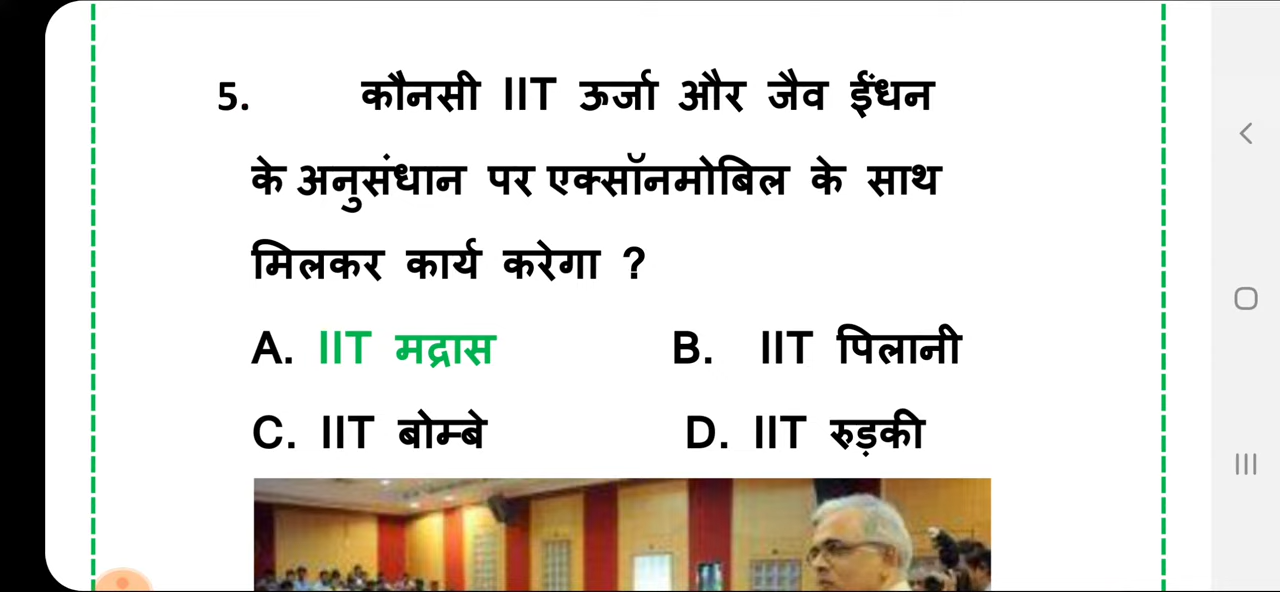 5. कौनसी IIT ऊर्जा और जैव ईंधन
के अनुसंधान पर एक्सॉनमोबिल के साथ
मिलकर कार्य करेगा ?
A. IIT मद्रास B. IIT पिलानी
C. IIT बोम्बे D. IIT रुड़की